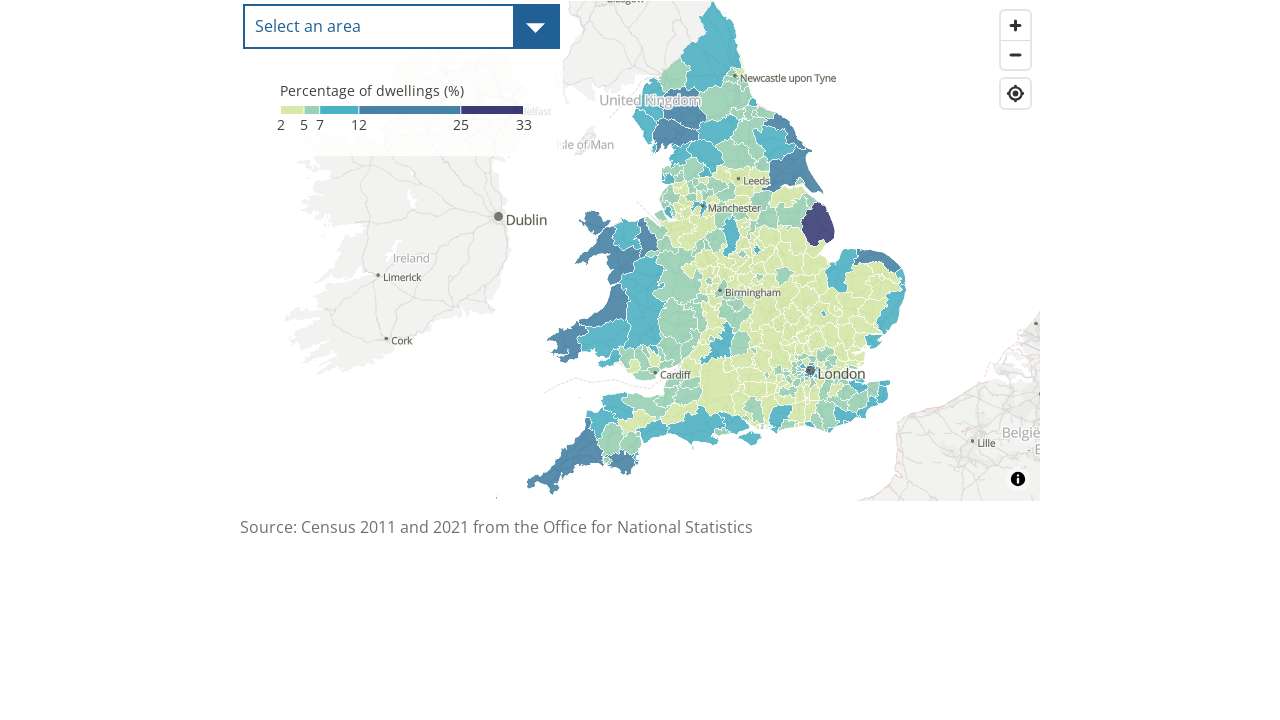 Select an area
Percentage of dwellings (%)
2 5 7 12 25 33
Newcastle upon Tyne
United Kingdom
Isle of Man
Leeds
Manchester
Dublin
Ireland
Limerick
Birmingham
Cork
Cardiff
London
Lille
Source: Census 2011 and 2021 from the Office for National Statistics